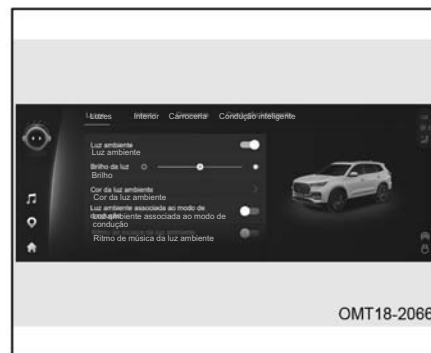 Luzes Interior Carroceria Condução inteligente
Luz ambiente
Luz ambiente
Brilho da luz
Brilho
Cor da luz ambiente
Cor da luz ambiente
Luz ambiente associada ao modo de
condução
Luz ambiente associada ao modo de
condução
Ritmo de música da luz ambiente
OMT18-2066